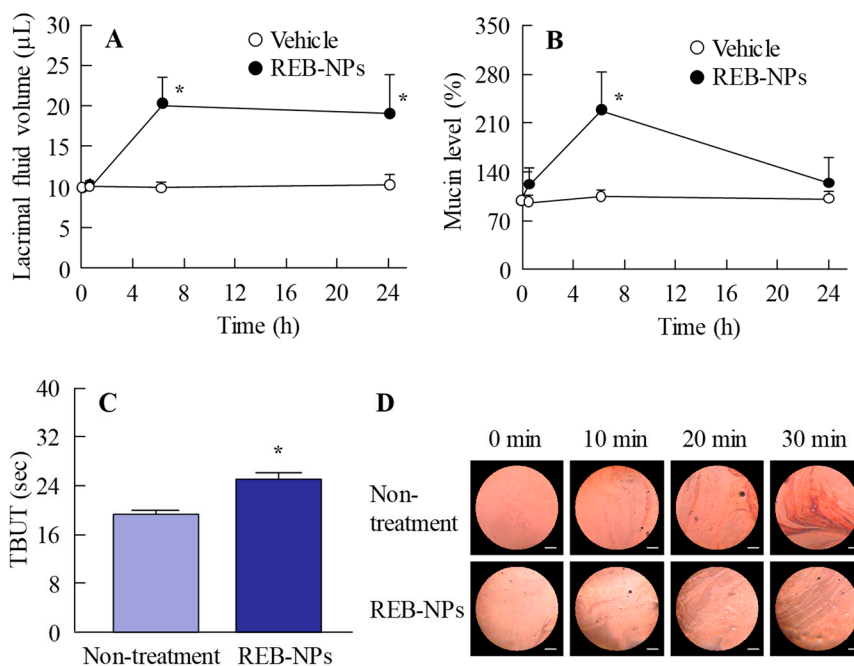 A
Vehicle
REB-NPs
*
*
Lacrimal fluid volume (µL)
30
25
20
15
10
5
0
0 4 8 12 16 20 24
Time (h)
B
Vehicle
REB-NPs
*
Mucin level (%)
350
280
210
140
70
0
0 4 8 12 16 20 24
Time (h)
C
*
TBUT (sec)
40
32
24
16
8
0
Non-treatment REB-NPs
D
0 min 10 min 20 min 30 min
Non-
treatment
REB-NPs